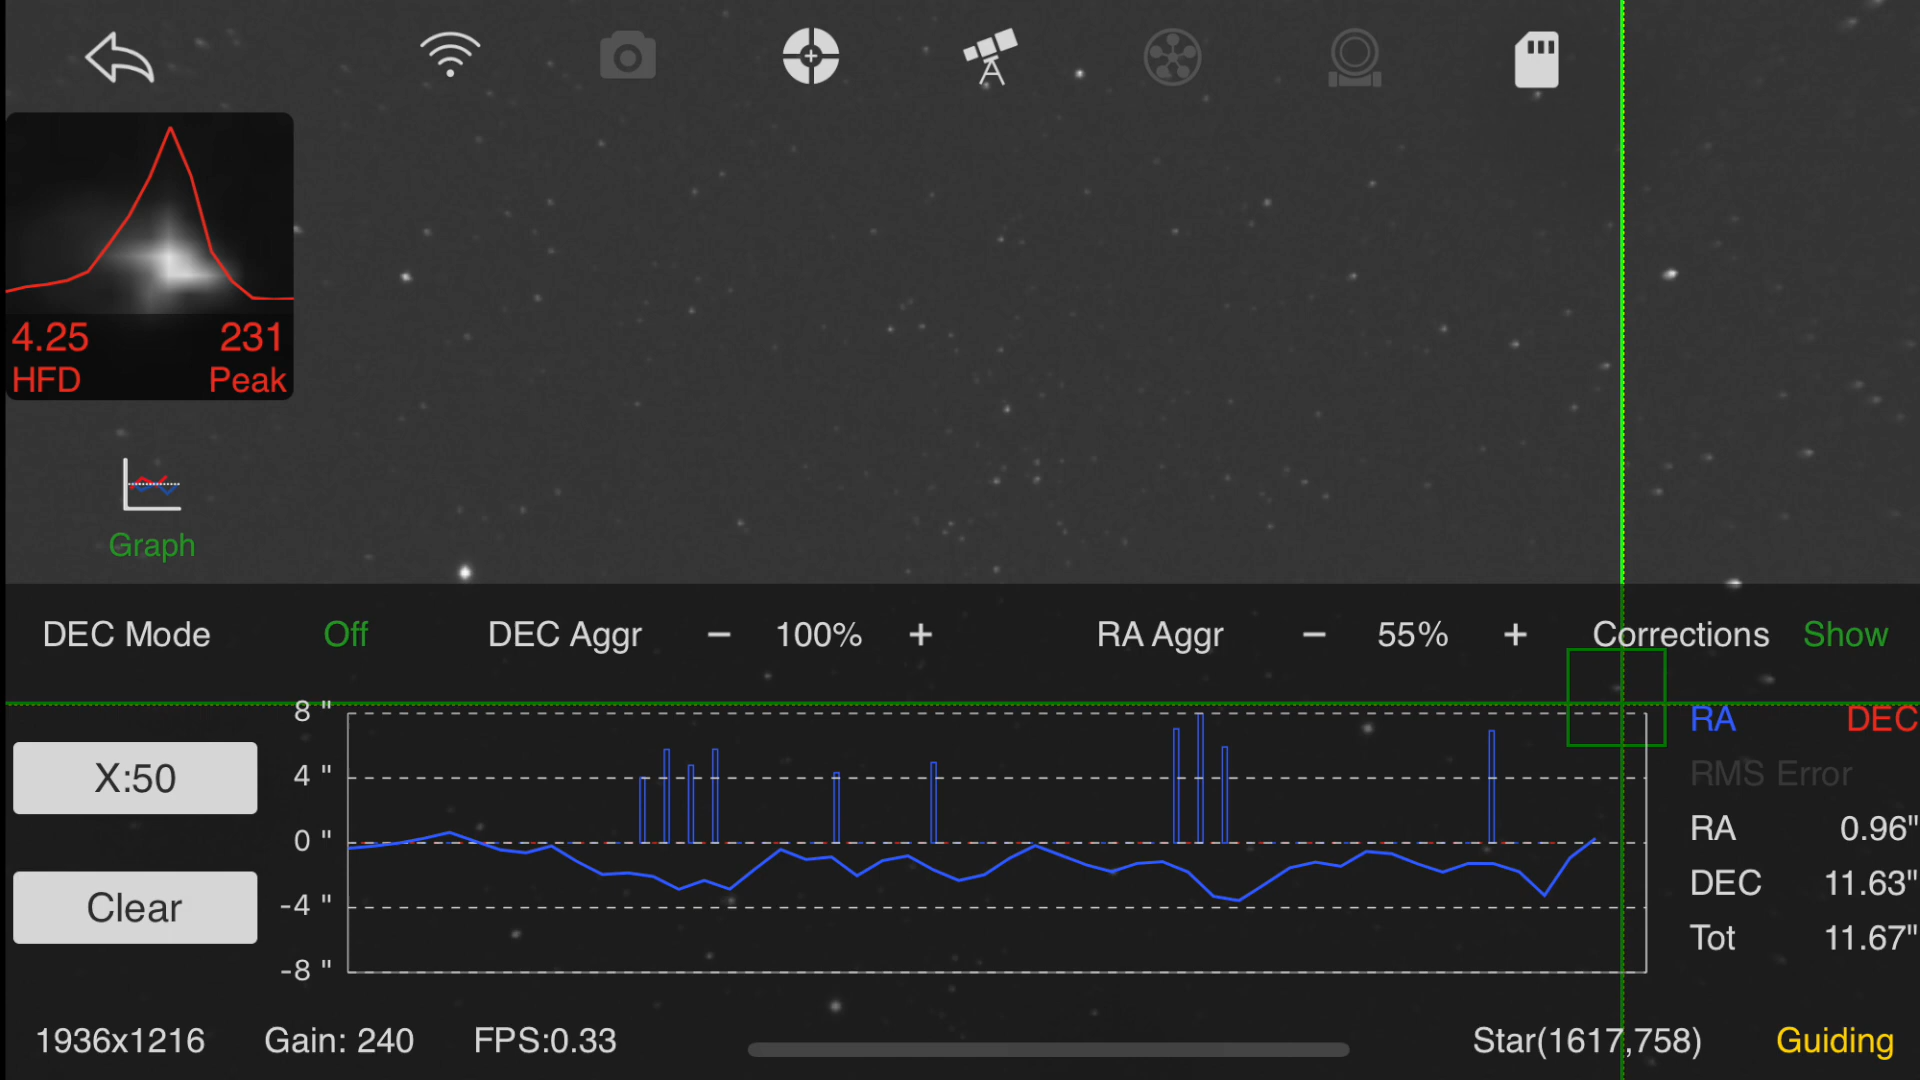 4.25 231
HFD Peak
Graph
DEC Mode Off DEC Aggr − 100% + RA Aggr − 55% + Corrections Show
8 "
4 "
0 "
-4 "
-8 "
X:50
Clear
RA DEC
RMS Error
RA 0.96"
DEC 11.63"
Tot 11.67"
1936x1216 Gain: 240 FPS:0.33 Star(1617,758) Guiding